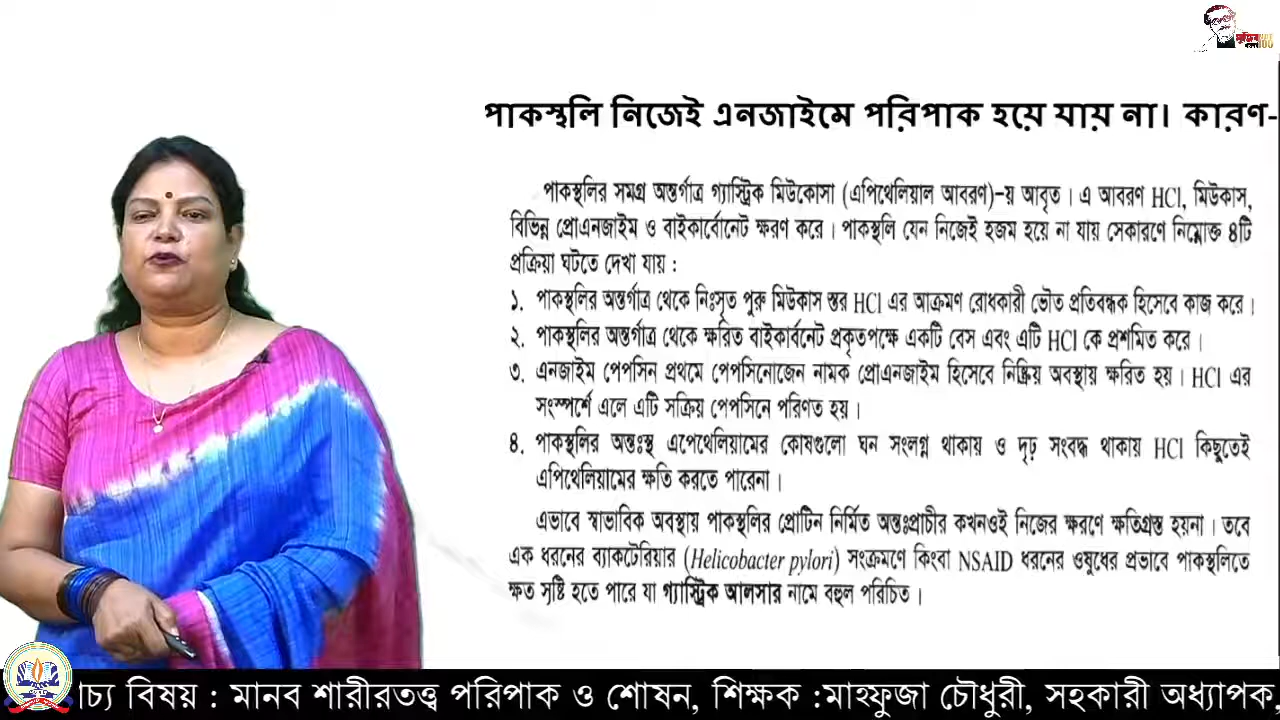 পাকস্থলি নিজেই এনজাইমে পরিপাক হয়ে যায় না। কারণ-
পাকস্থলির সমগ্র অন্তর্গাত্র গ্যাস্ট্রিক মিউকোসা (এপিথেলিয়াল আবরণ)-য় আবৃত। এ আবরণ HCl, মিউকাস,
বিভিন্ন প্রোএনজাইম ও বাইকার্বোনেট ক্ষরণ করে। পাকস্থলি যেন নিজেই হজম হয়ে না যায় সেকারণে নিম্নোক্ত ৪টি
প্রক্রিয়া ঘটতে দেখা যায় :
১. পাকস্থলির অন্তর্গাত্র থেকে নিঃসৃত পুরু মিউকাস স্তর HCl এর আক্রমণ রোধকারী ভৌত প্রতিবন্ধক হিসেবে কাজ করে।
২. পাকস্থলির অন্তর্গাত্র থেকে ক্ষরিত বাইকার্বনেট প্রকৃতপক্ষে একটি বেস এবং এটি HCl কে প্রশমিত করে।
৩. এনজাইম পেপসিন প্রথমে পেপসিনোজেন নামক প্রোএনজাইম হিসেবে নিষ্ক্রিয় অবস্থায় ক্ষরিত হয়। HCl এর
সংস্পর্শে এলে এটি সক্রিয় পেপসিনে পরিণত হয়।
৪. পাকস্থলির অন্তঃস্থ এপেথেলিয়ামের কোষগুলো ঘন সংলগ্ন থাকায় ও দৃঢ় সংবদ্ধ থাকায় HCl কিছুতেই
এপিথেলিয়ামের ক্ষতি করতে পারেনা।
এভাবে স্বাভাবিক অবস্থায় পাকস্থলির প্রোটিন নির্মিত অন্তঃপ্রাচীর কখনওই নিজের ক্ষরণে ক্ষতিগ্রস্ত হয়না। তবে
এক ধরনের ব্যাকটেরিয়ার (Helicobacter pylori) সংক্রমণে কিংবা NSAID ধরনের ওষুধের প্রভাবে পাকস্থলিতে
ক্ষত সৃষ্টি হতে পারে যা গ্যাস্ট্রিক আলসার নামে বহুল পরিচিত।
চ্য বিষয় : মানব শারীরতত্ত্ব পরিপাক ও শোষন, শিক্ষক :মাহফুজা চৌধুরী, সহকারী অধ্যাপক,